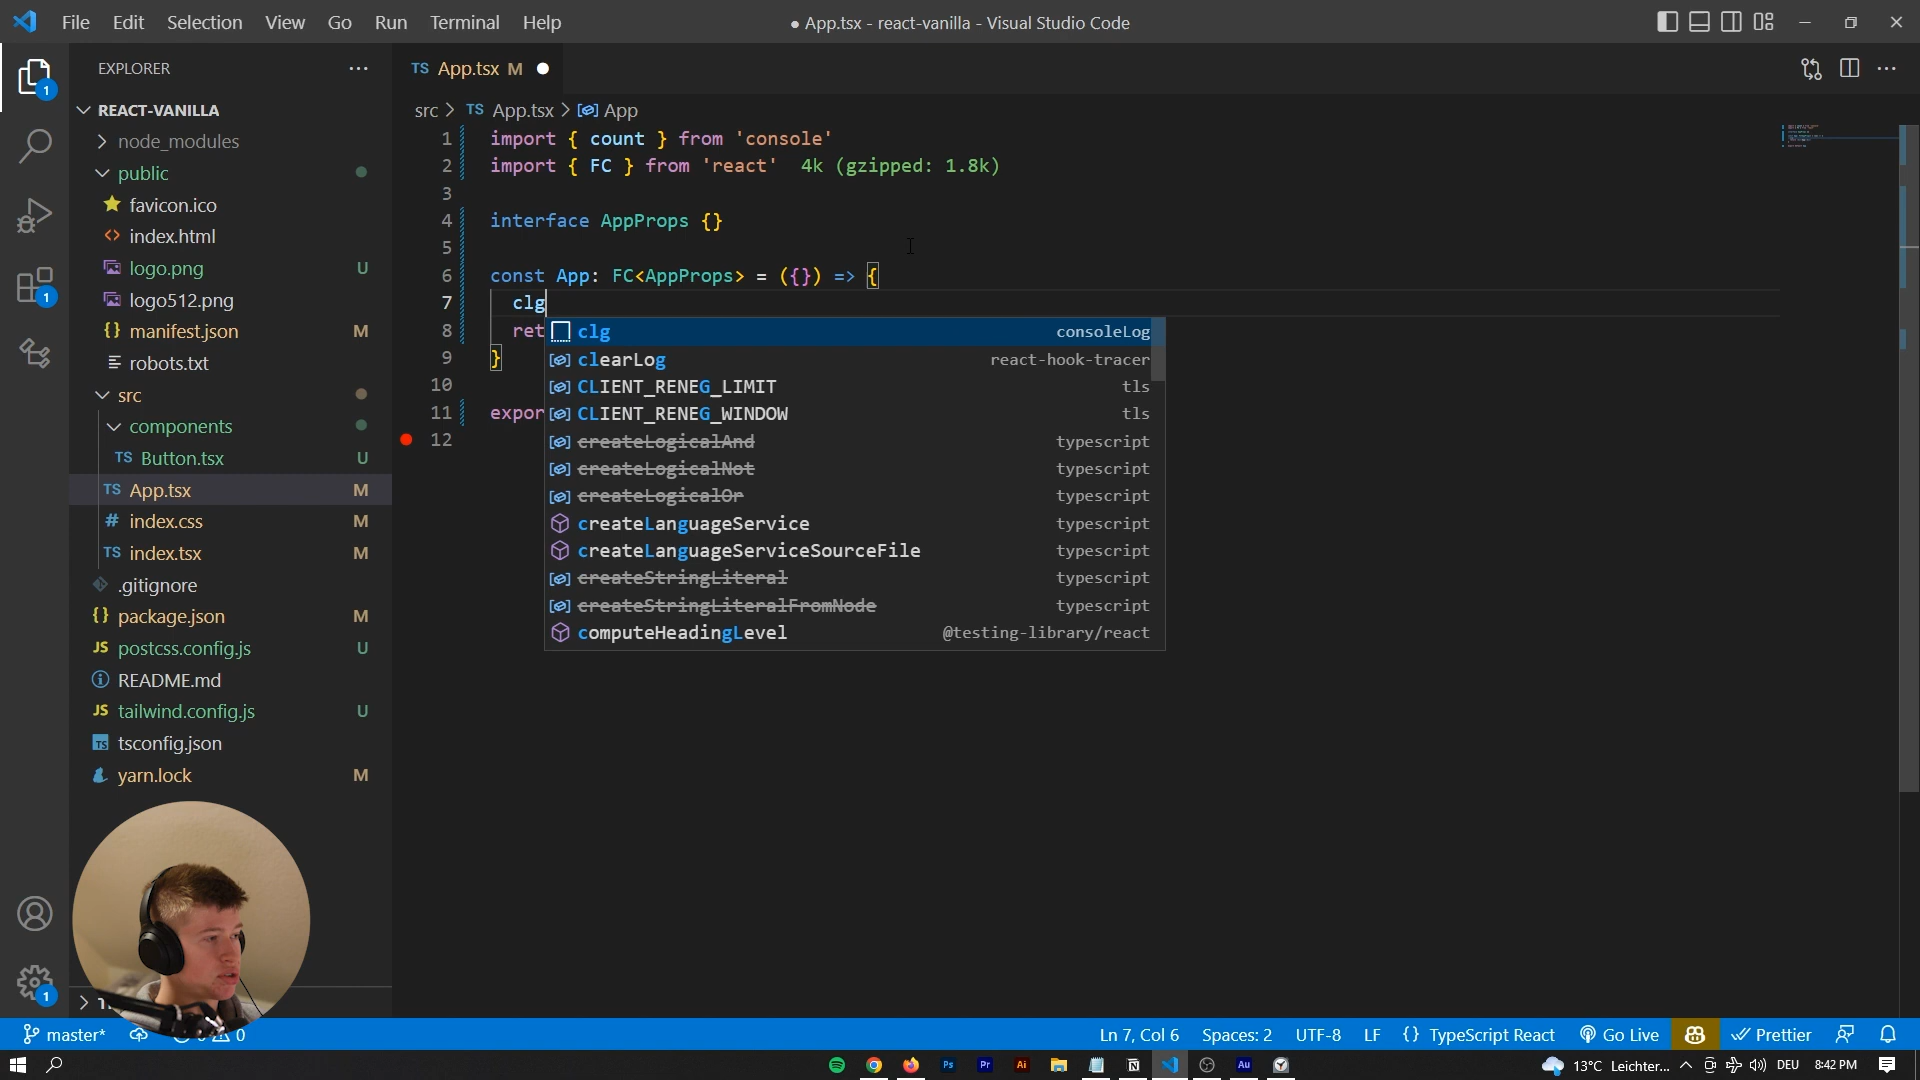 File Edit Selection View Go Run Terminal Help
● App.tsx - react-vanilla - Visual Studio Code
EXPLORER
TS App.tsx M
1
REACT-VANILLA
src > TS App.tsx > App
node_modules
public
favicon.ico
index.html
logo.png U
logo512.png
{} manifest.json M
robots.txt
src
components
TS Button.tsx U
TS App.tsx M
# index.css M
TS index.tsx M
.gitignore
{} package.json M
JS postcss.config.js U
README.md
JS tailwind.config.js U
TS tsconfig.json
yarn.lock M
1
1
1 import { count } from 'console'
2 import { FC } from 'react' 4k (gzipped: 1.8k)
3
4 interface AppProps {}
5
6 const App: FC<AppProps> = ({}) => {
7 clg
8 ret
9 }
10
11 expor
12
clg consoleLog
clearLog react-hook-tracer
CLIENT_RENEG_LIMIT tls
CLIENT_RENEG_WINDOW tls
createLogicalAnd typescript
createLogicalNot typescript
createLogicalOr typescript
createLanguageService typescript
createLanguageServiceSourceFile typescript
createStringLiteral typescript
createStringLiteralFromNode typescript
computeHeadingLevel @testing-library/react
master* 0 Ln 7, Col 6 Spaces: 2 UTF-8 LF {} TypeScript React Go Live Prettier
Ps Pr Ai Au 13°C Leichter... DEU 8:42 PM